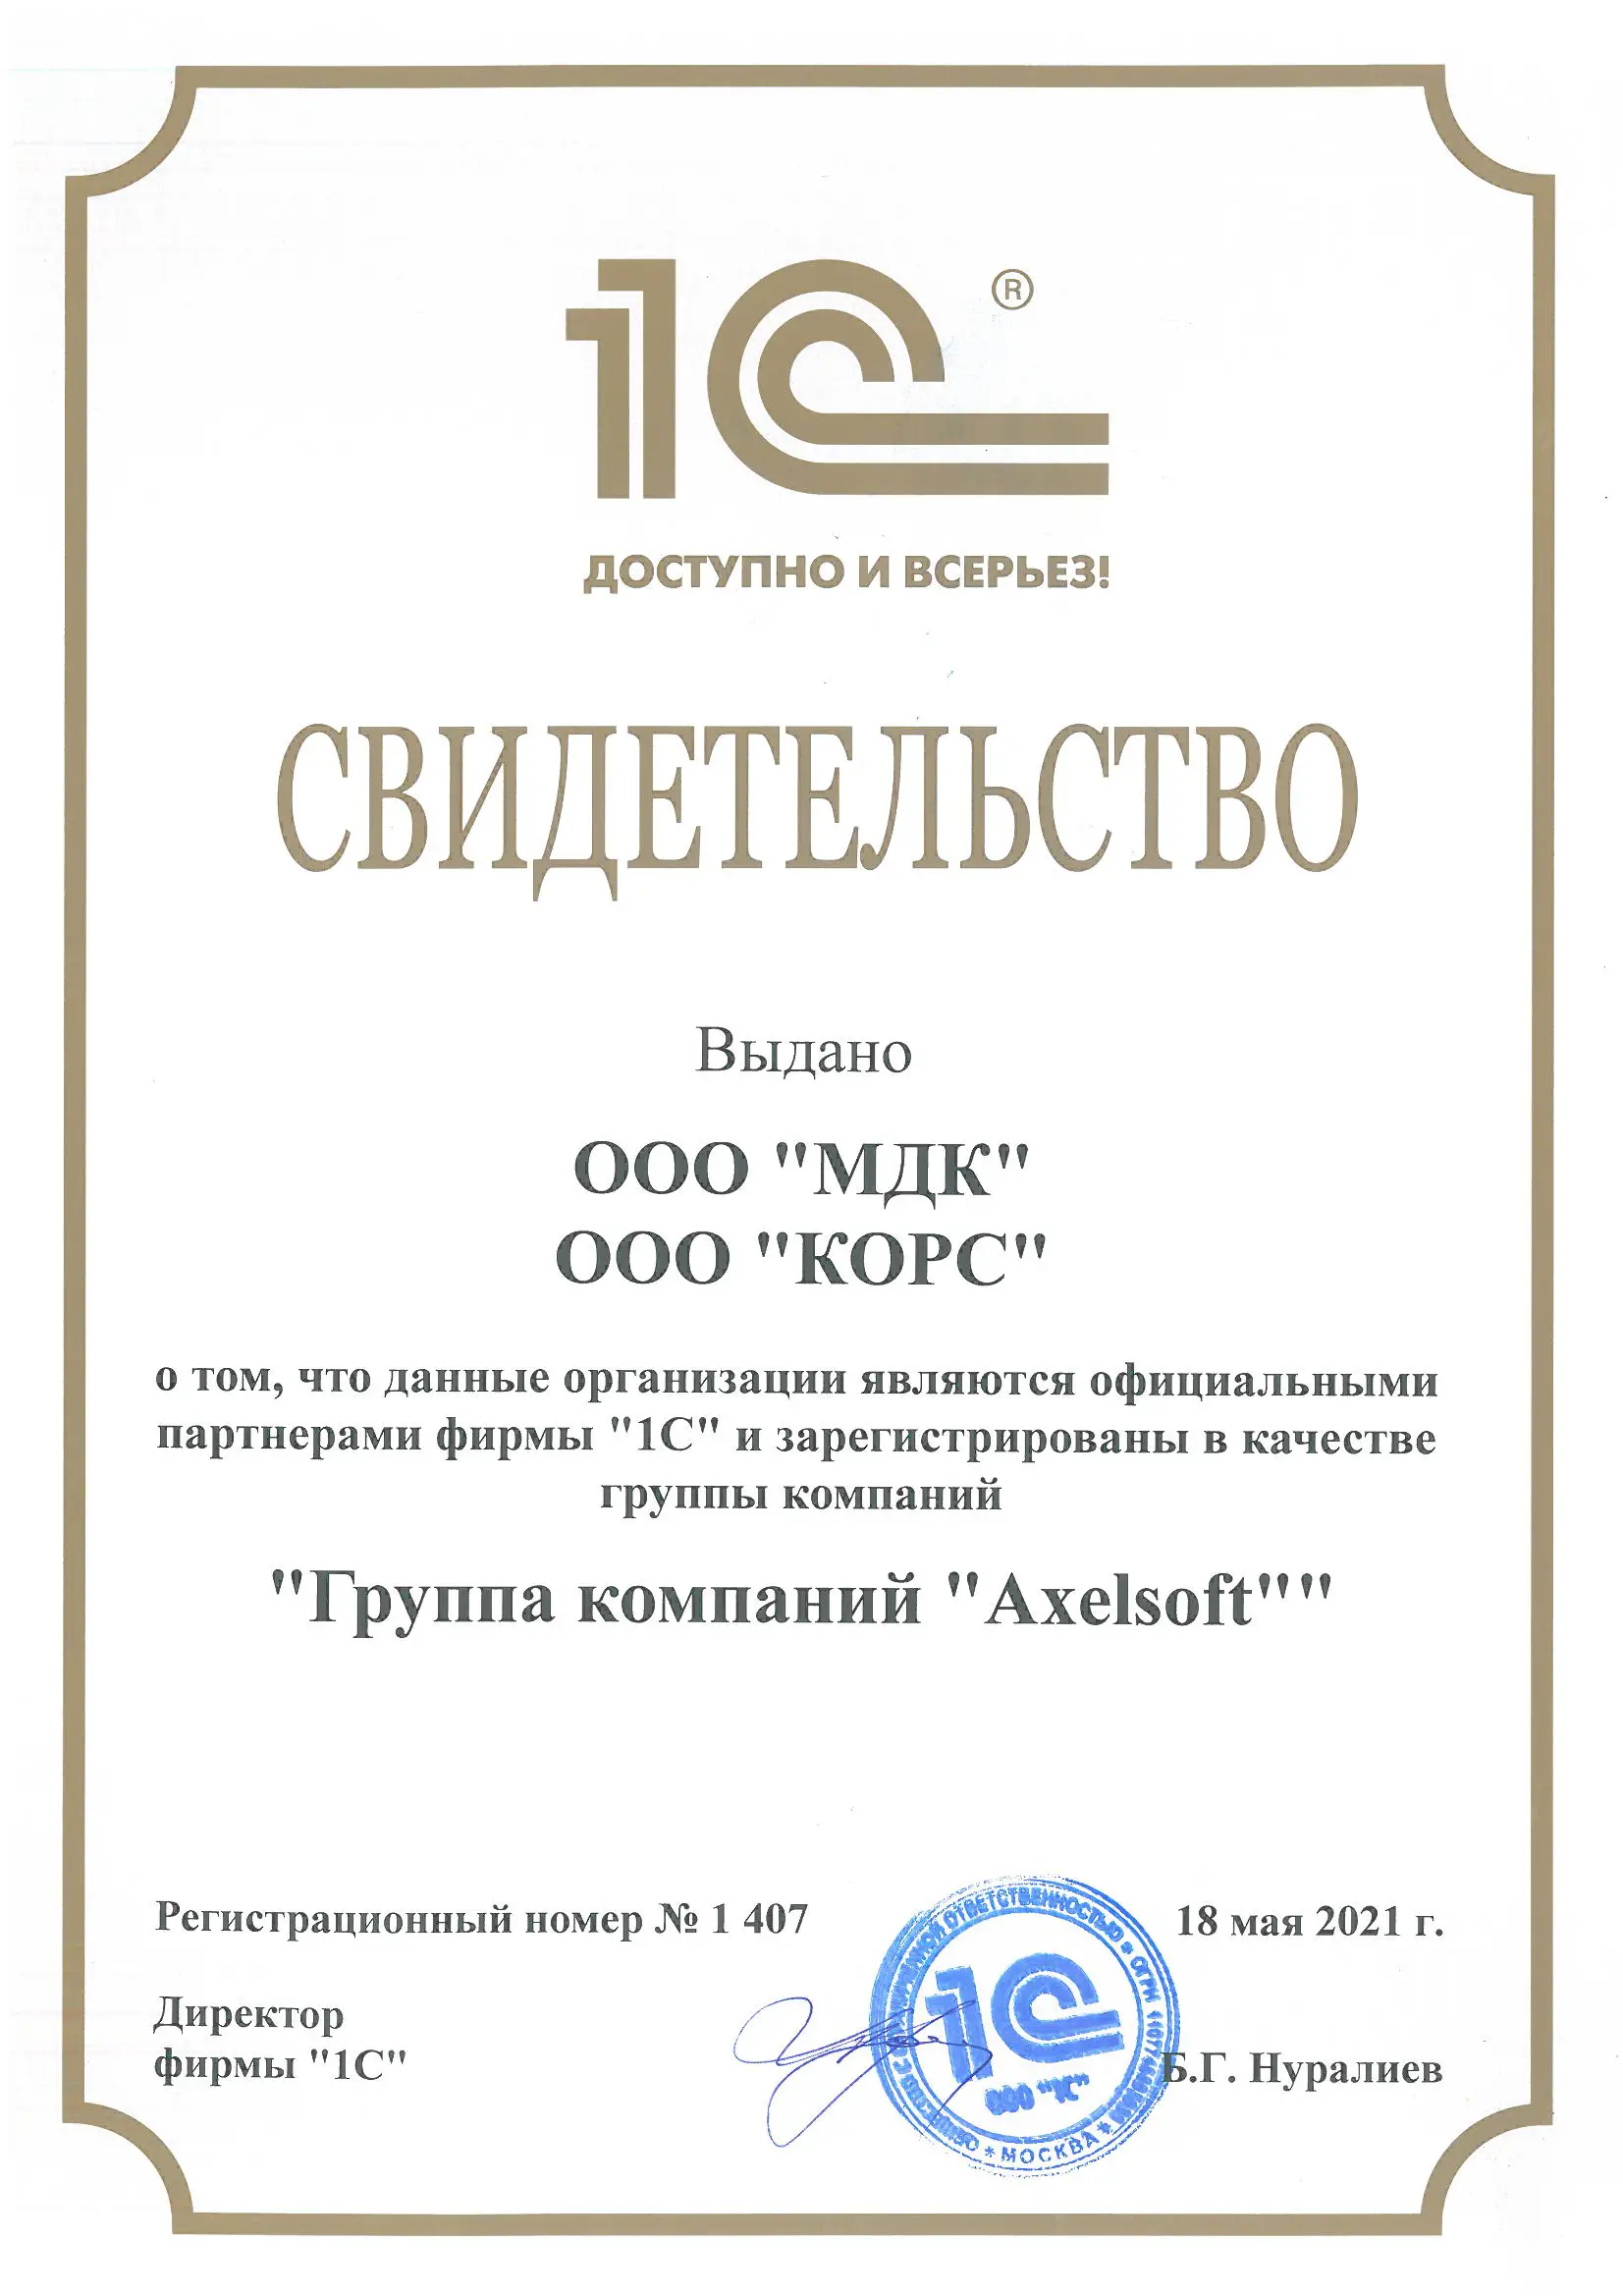 1С®
ДОСТУПНО И ВСЕРЬЕЗ!
СВИДЕТЕЛЬСТВО
Выдано
ООО "МДК"
ООО "КОРС"
о том, что данные организации являются официальными
партнерами фирмы "1С" и зарегистрированы в качестве
группы компаний
"Группа компаний "Axelsoft""
Регистрационный номер № 1 407
18 мая 2021 г.
Директор
фирмы "1С"
Б.Г. Нуралиев
ОТВЕТСТВЕННОСТЬЮ * ОГРН
1С
ООО "1С"
* МОСКВА *